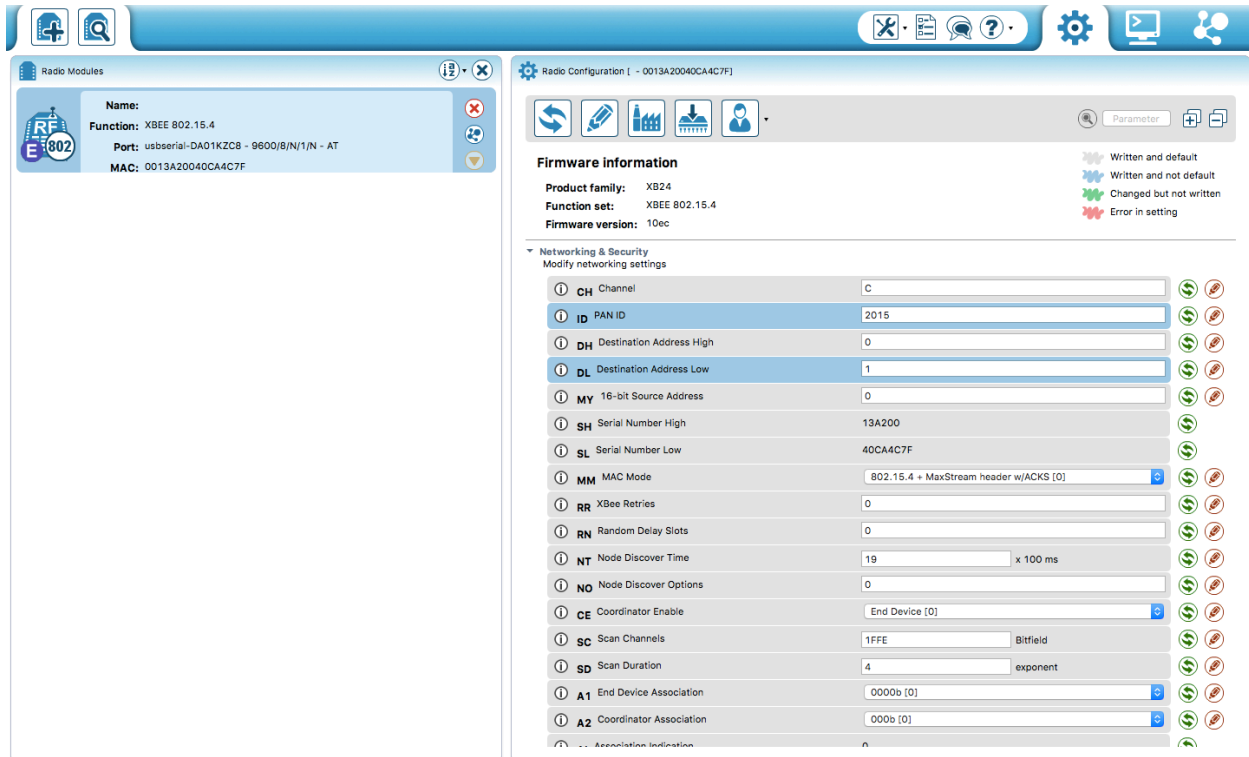 Radio Modules
Name:
Function: XBEE 802.15.4
Port: usbserial-DA01KZC8 - 9600/8/N/1/N - AT
MAC: 0013A20040CA4C7F
RF
E
802
Radio Configuration [ - 0013A20040CA4C7F]
Parameter
Firmware information
Product family: XB24
Function set: XBEE 802.15.4
Firmware version: 10ec
Written and default
Written and not default
Changed but not written
Error in setting
Networking & Security
Modify networking settings
CH Channel C
ID PAN ID 2015
DH Destination Address High 0
DL Destination Address Low 1
MY 16-bit Source Address 0
SH Serial Number High 13A200
SL Serial Number Low 40CA4C7F
MM MAC Mode 802.15.4 + MaxStream header w/ACKS [0]
RR XBee Retries 0
RN Random Delay Slots 0
NT Node Discover Time 19 x 100 ms
NO Node Discover Options 0
CE Coordinator Enable End Device [0]
SC Scan Channels 1FFE Bitfield
SD Scan Duration 4 exponent
A1 End Device Association 0000b [0]
A2 Coordinator Association 000b [0]
Association Indication 0